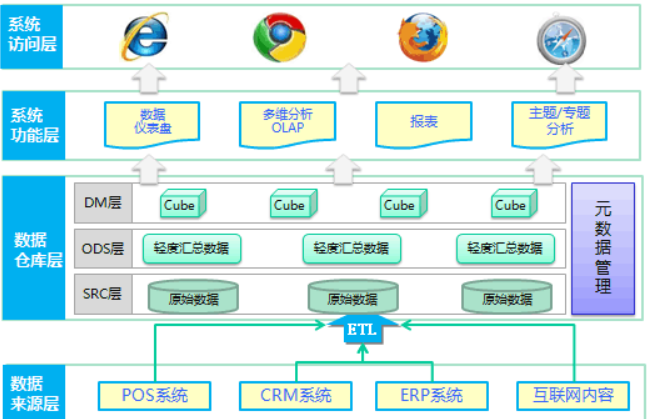 系统
访问层
系统
功能层
数据
仪表盘
多维分析
OLAP
报表
主题/专题
分析
数据
仓库层
DM层
Cube
Cube
Cube
Cube
ODS层
轻度汇总数据
轻度汇总数据
轻度汇总数据
SRC层
原始数据
原始数据
原始数据
元
数
据
管
理
ETL
数据
来源层
POS系统
CRM系统
ERP系统
互联网内容